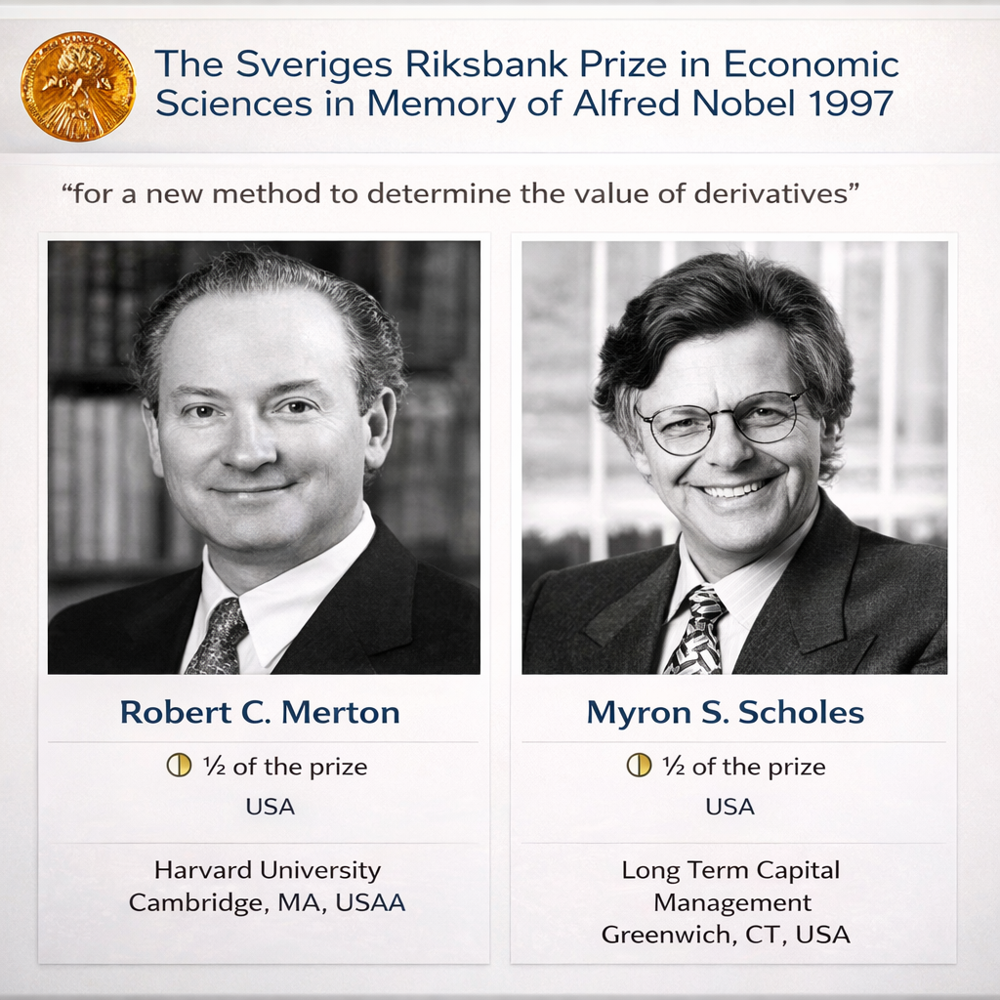 The Sveriges Riksbank Prize in Economic
Sciences in Memory of Alfred Nobel 1997
“for a new method to determine the value of derivatives”
Robert C. Merton
½ of the prize
USA
Harvard University
Cambridge, MA, USAA
Myron S. Scholes
½ of the prize
USA
Long Term Capital
Management
Greenwich, CT, USA